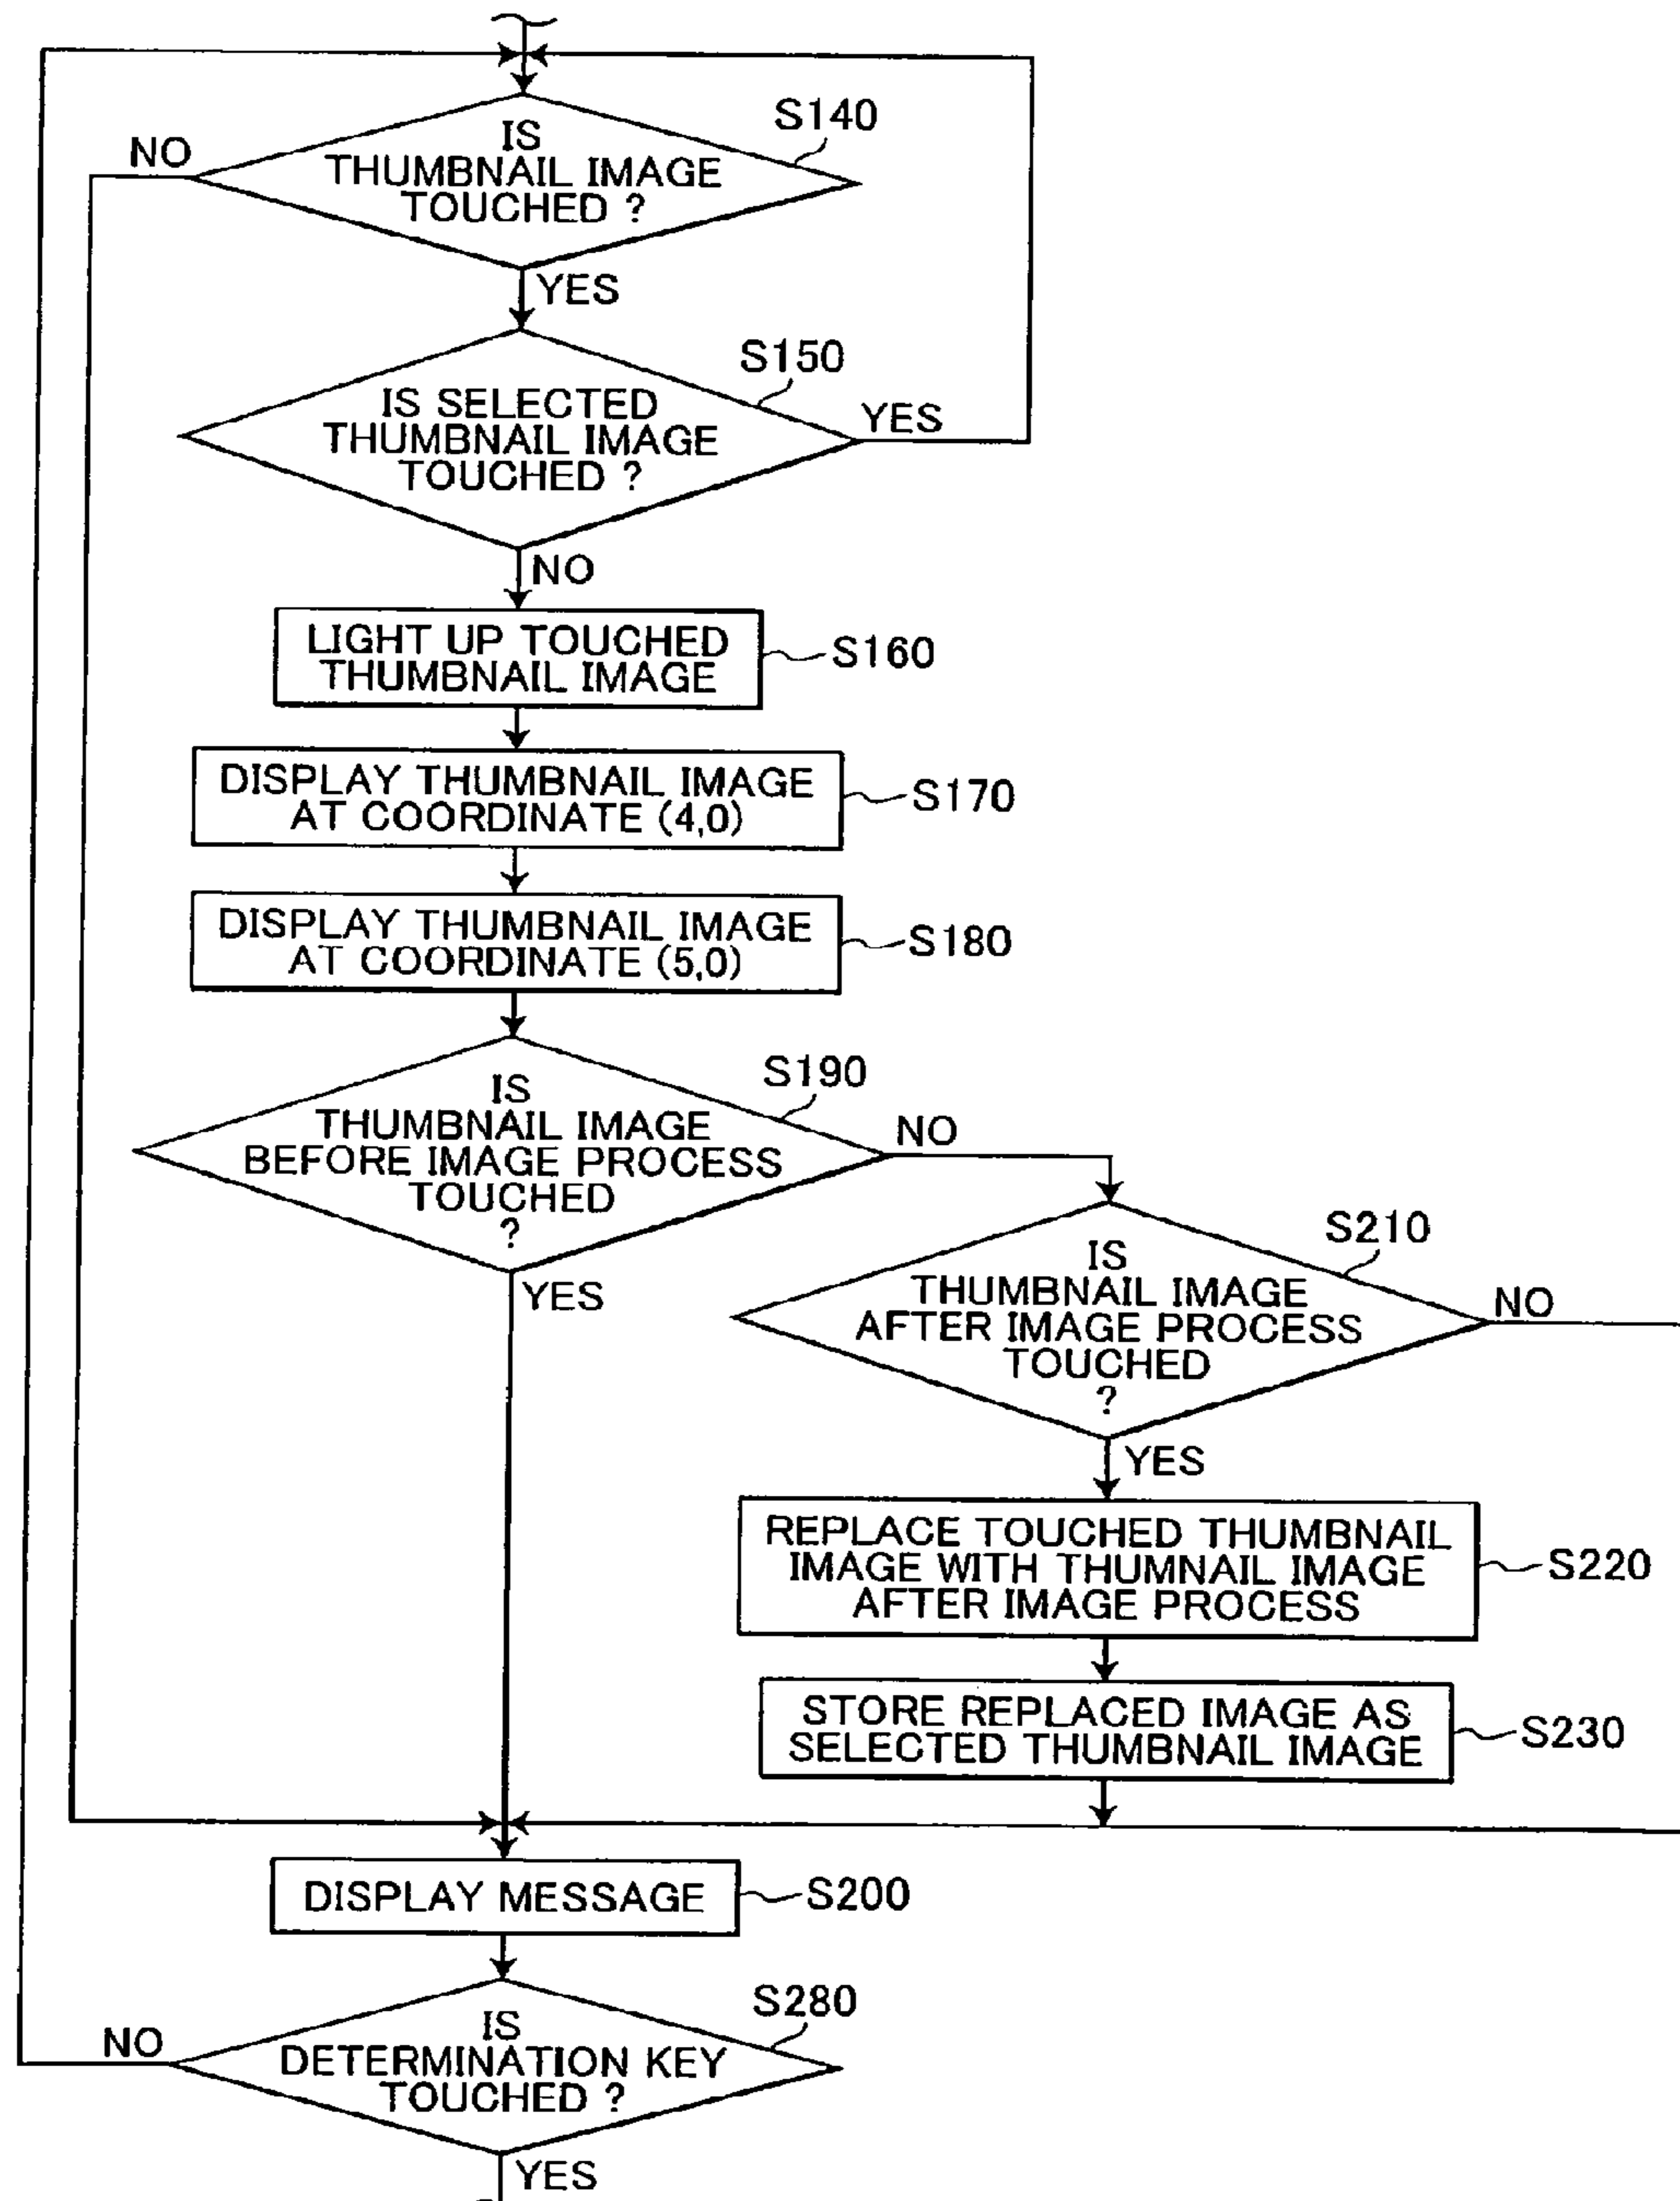 S140
NO
IS
THUMBNAIL IMAGE
TOUCHED ?
YES
S150
IS SELECTED
THUMBNAIL IMAGE
TOUCHED ?
YES
NO
LIGHT UP TOUCHED
THUMBNAIL IMAGE
S160
DISPLAY THUMBNAIL IMAGE
AT COORDINATE (4,0)
S170
DISPLAY THUMBNAIL IMAGE
AT COORDINATE (5,0)
S180
S190
IS
THUMBNAIL IMAGE
BEFORE IMAGE PROCESS
TOUCHED
?
NO
YES
S210
IS
THUMBNAIL IMAGE
AFTER IMAGE PROCESS
TOUCHED
?
NO
YES
REPLACE TOUCHED THUMBNAIL
IMAGE WITH THUMNAIL IMAGE
AFTER IMAGE PROCESS
S220
STORE REPLACED IMAGE AS
SELECTED THUMBNAIL IMAGE
S230
DISPLAY MESSAGE
S200
S280
NO
IS
DETERMINATION KEY
TOUCHED ?
YES